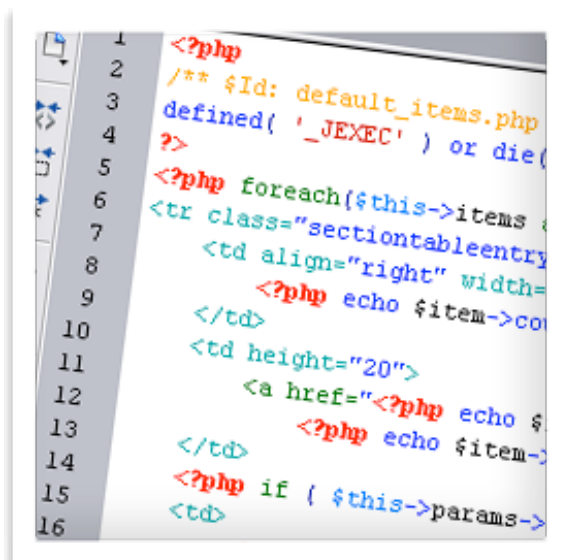 1 <?php
2 /** $Id: default_items.php
3 defined( '_JEXEC' ) or die(
4 ?>
5 <?php foreach($this->items
6 <tr class="sectiontableentry
7 <td align="right" width=
8 <?php echo $item->cou
9 </td>
10 <td height="20">
11 <a href="<?php echo $
12 <?php echo $item->
13 </td>
14 <?php if ( $this->params->
15 <td>
16